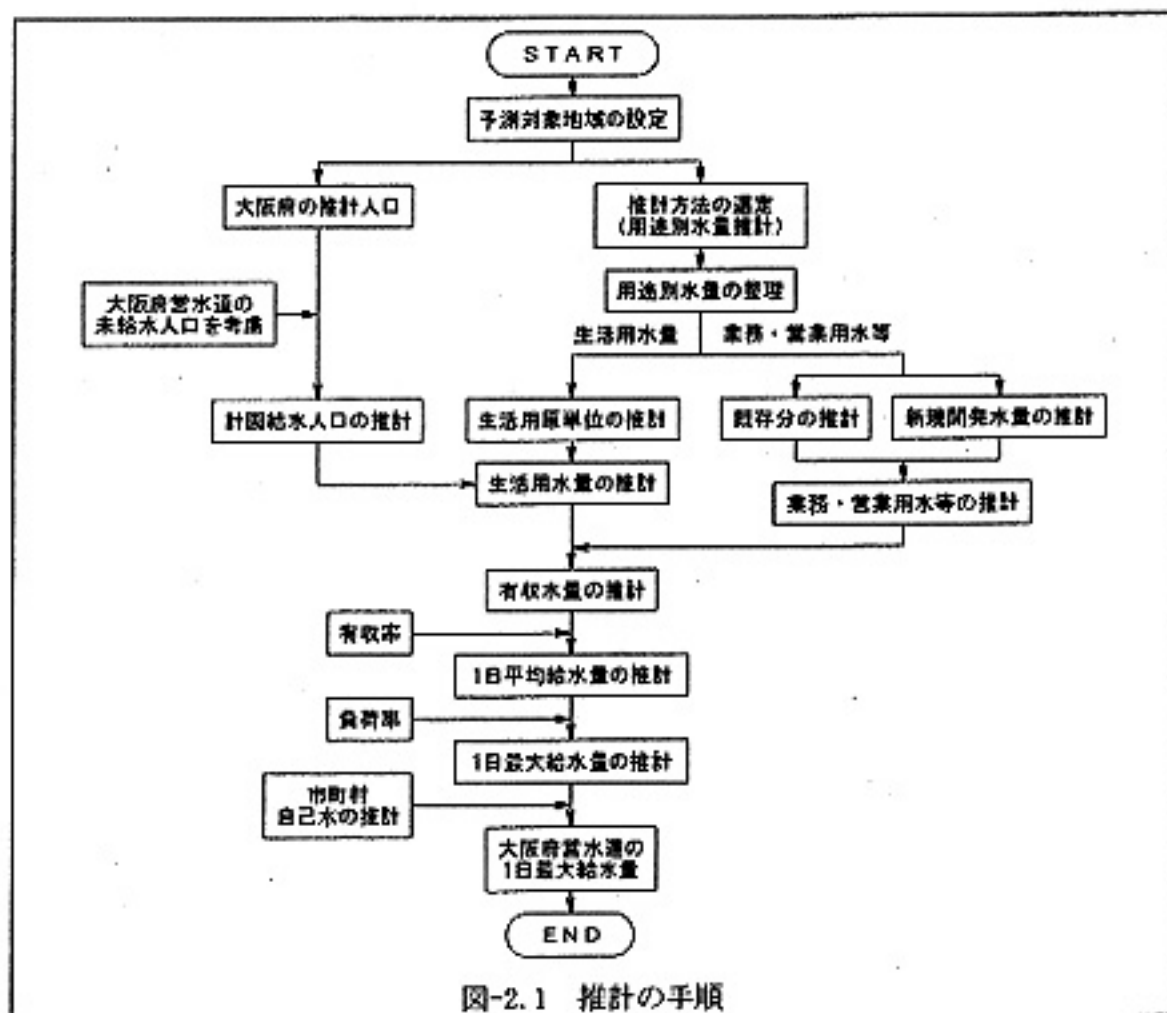 START
予測対象地域の設定
大阪府の推計人口
推計方法の選定
(用途別水量推計)
大阪府営水道の
未給水人口を考慮
用途別水量の整理
生活用水量
業務・営業用水等
計画給水人口の推計
生活用原単位の推計
既存分の推計
新規開発水量の推計
生活用水量の推計
業務・営業用水等の推計
有収水量の推計
有収率
1日平均給水量の推計
負荷率
1日最大給水量の推計
市町村
自己水の推計
大阪府営水道の
1日最大給水量
END
図-2.1 推計の手順